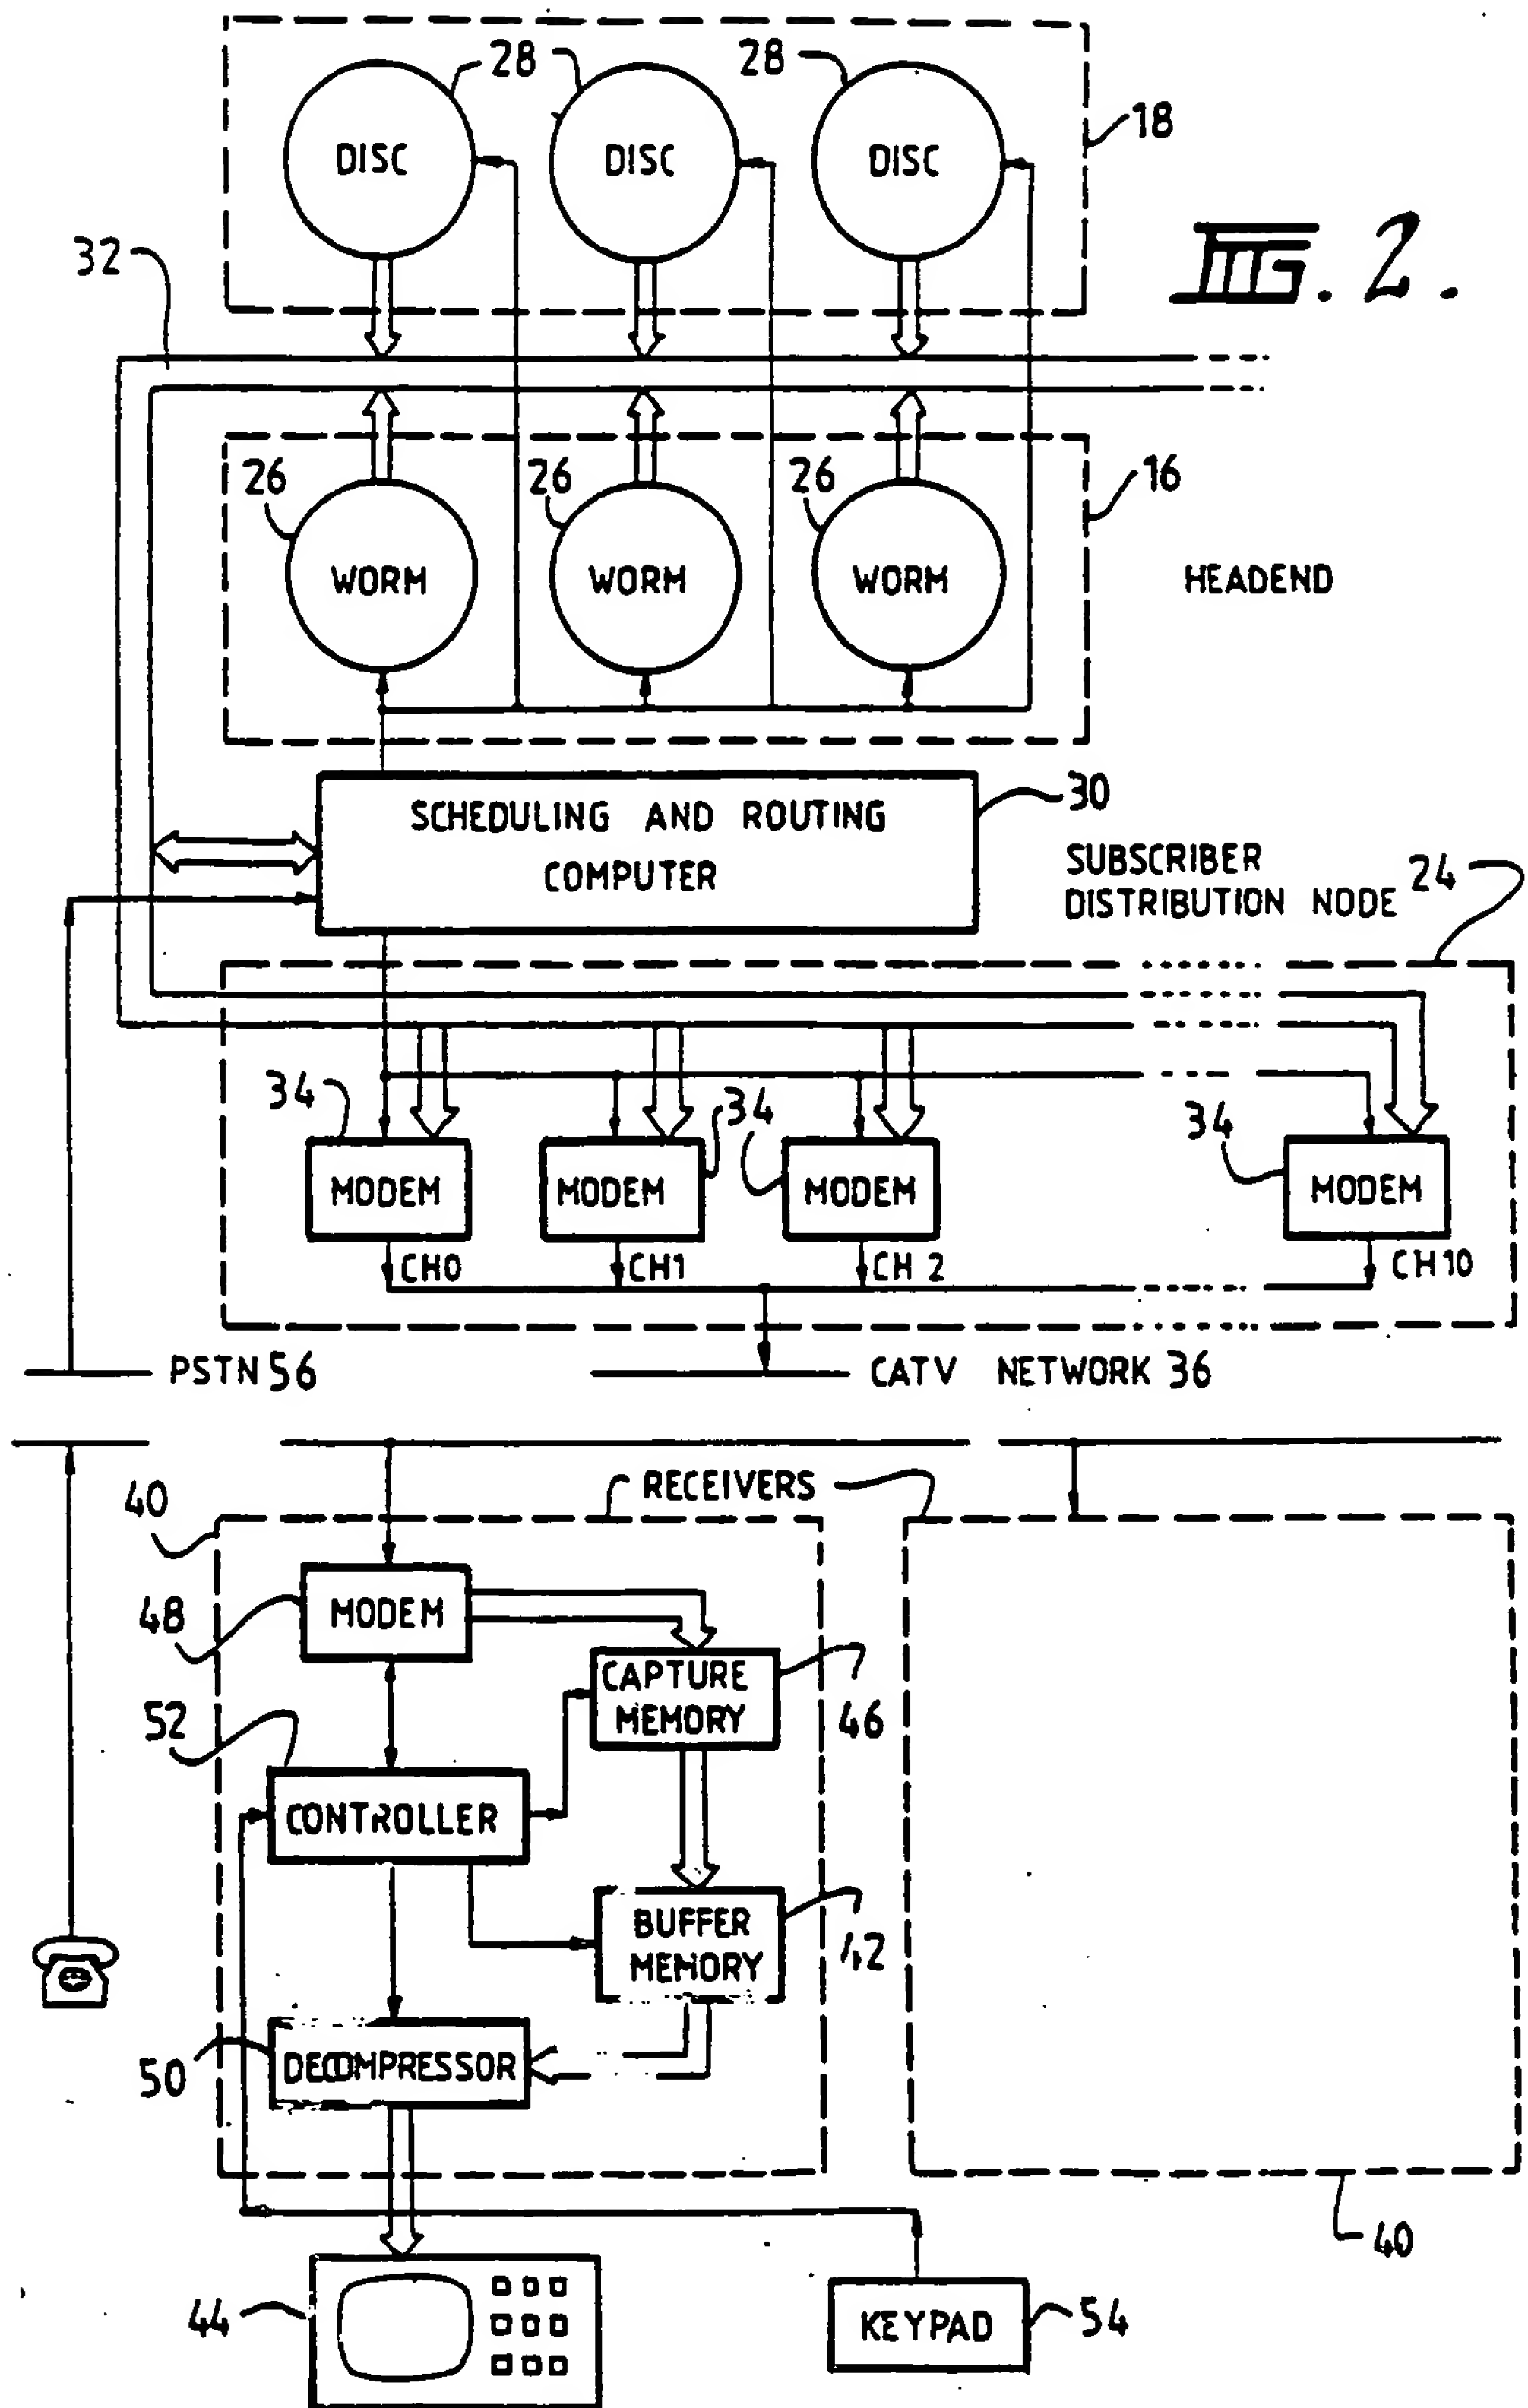 28 28
18
DISC DISC DISC
32
FIG. 2.
26 26 26
16
WORM WORM WORM
HEADEND
SCHEDULING AND ROUTING
COMPUTER
30
SUBSCRIBER
DISTRIBUTION NODE 24
34 34 34
MODEM MODEM MODEM MODEM
CH0 CH1 CH 2 CH 10
PSTN 56
CATV NETWORK 36
RECEIVERS
40
MODEM
48
CAPTURE
MEMORY
46
52
CONTROLLER
BUFFER
MEMORY
42
DECOMPRESSOR
50
40
44
KEYPAD
54